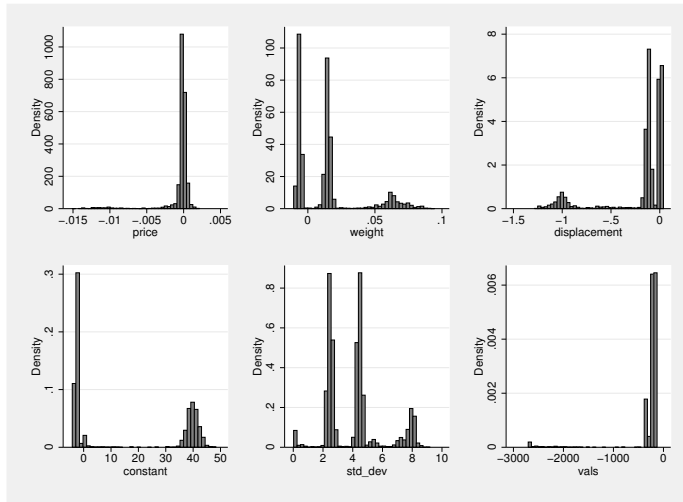 Density
0 200 400 600 800 1000
−.015 −.01 −.005 0 .005
price
Density
0 20 40 60 80 100
0 .05 .1
weight
Density
0 2 4 6 8
−1.5 −1 −.5 0
displacement
Density
0 .1 .2 .3
0 10 20 30 40 50
constant
Density
0 .2 .4 .6 .8
0 2 4 6 8 10
std_dev
Density
0 .002 .004 .006
−3000 −2000 −1000 0
vals